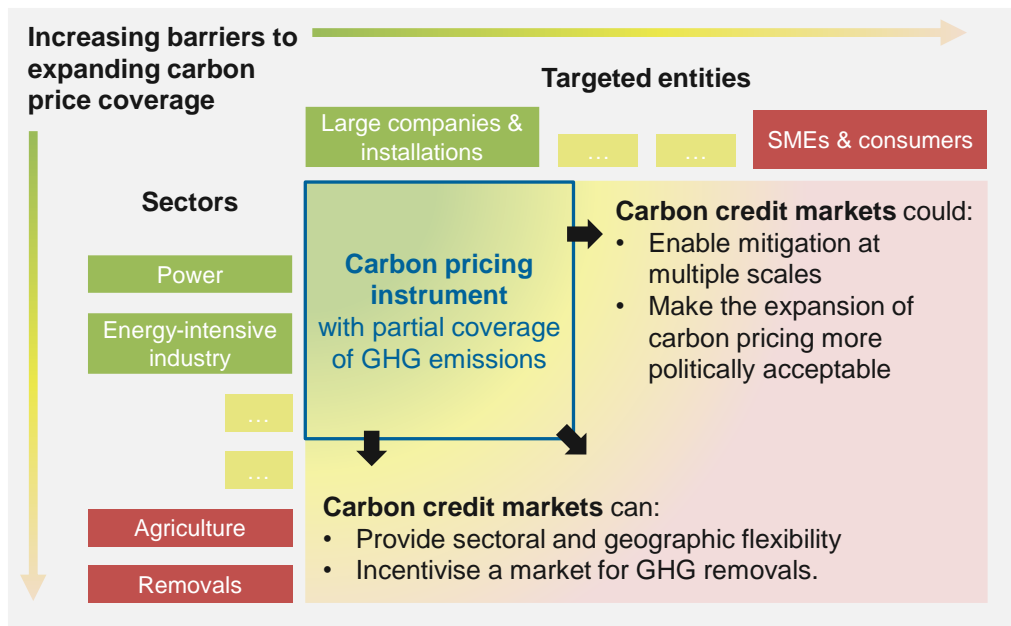 Increasing barriers to
expanding carbon
price coverage
Targeted entities
Large companies &
installations
...
...
SMEs & consumers
Sectors
Power
Energy-intensive
industry
...
...
Agriculture
Removals
Carbon pricing
instrument
with partial coverage
of GHG emissions
Carbon credit markets could:
• Enable mitigation at
multiple scales
• Make the expansion of
carbon pricing more
politically acceptable
Carbon credit markets can:
• Provide sectoral and geographic flexibility
• Incentivise a market for GHG removals.